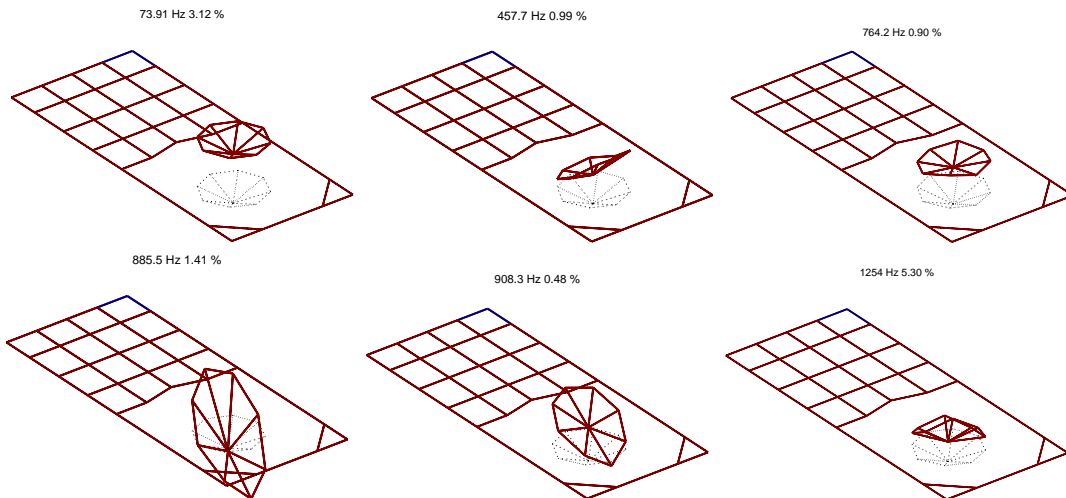 73.91 Hz 3.12 %
457.7 Hz 0.99 %
764.2 Hz 0.90 %
885.5 Hz 1.41 %
908.3 Hz 0.48 %
1254 Hz 5.30 %